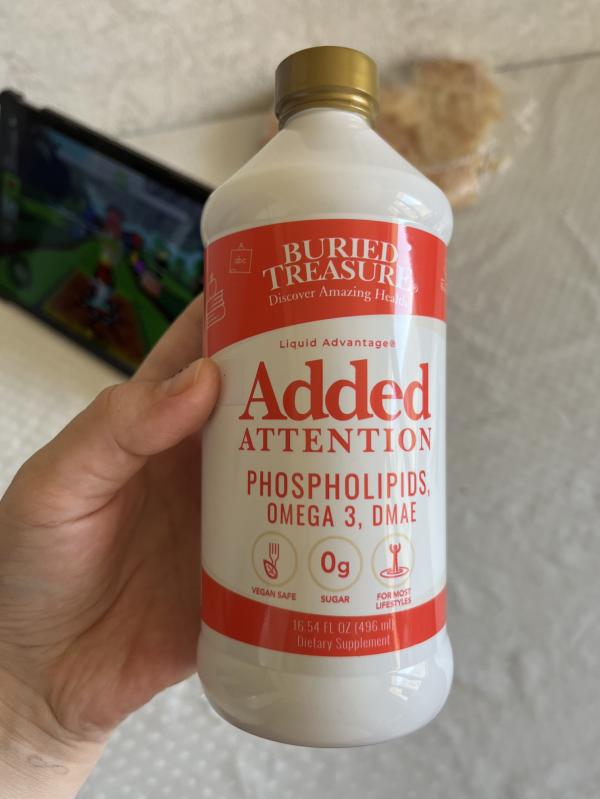 abc
BURIED
TREASURE
Discover Amazing
Liquid Advantage®
Added
ATTENTION
PHOSPHOLIPIDS,
OMEGA 3, DMAE
0g
VEGAN SAFE
SUGAR
FOR MOST
LIFESTYLES
16.54 FL OZ (496 ml)
Dietary Supplement